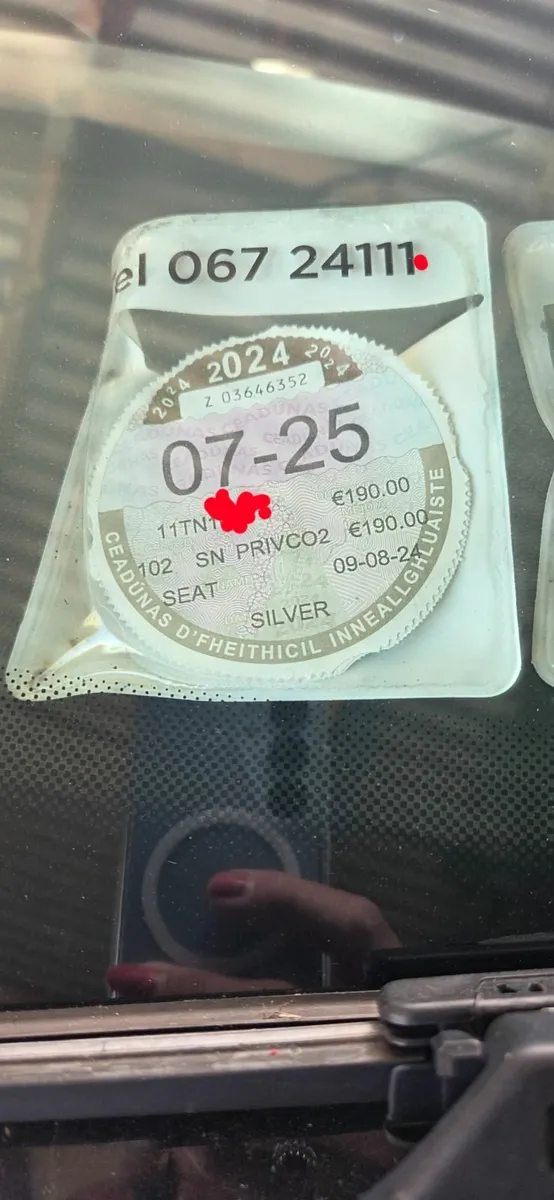 el 067 24111
2024 2024 2024
Z 03646352
07-25
11TN1 €190.00
102 SN PRIVCO2 €190.00
SEAT 09-08-24
SILVER
CEADÚNAS D'FHEITHICIL INNEALLGHLUAISTE